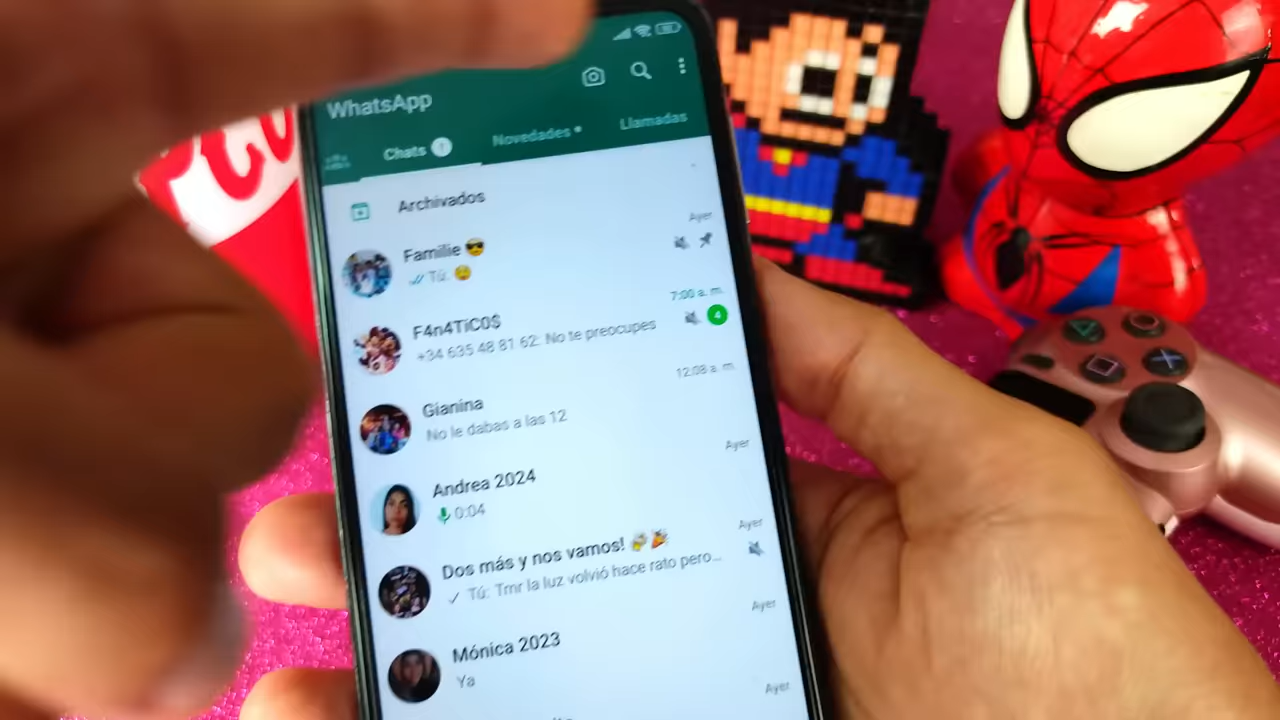 WhatsApp
Chats 1
Novedades
Llamadas
Archivados
Familie 😎
Ayer
Tú: 😩
F4n4TiC0$
7:00 a. m.
+34 635 48 81 62: No te preocupes
4
Gianina
12:08 a. m.
No le dabas a las 12
Andrea 2024
Ayer
0:04
Dos más y nos vamos! 🎉
Ayer
Tú: Tmr la luz volvió hace rato pero...
Mónica 2023
Ayer
Ya
Ayer